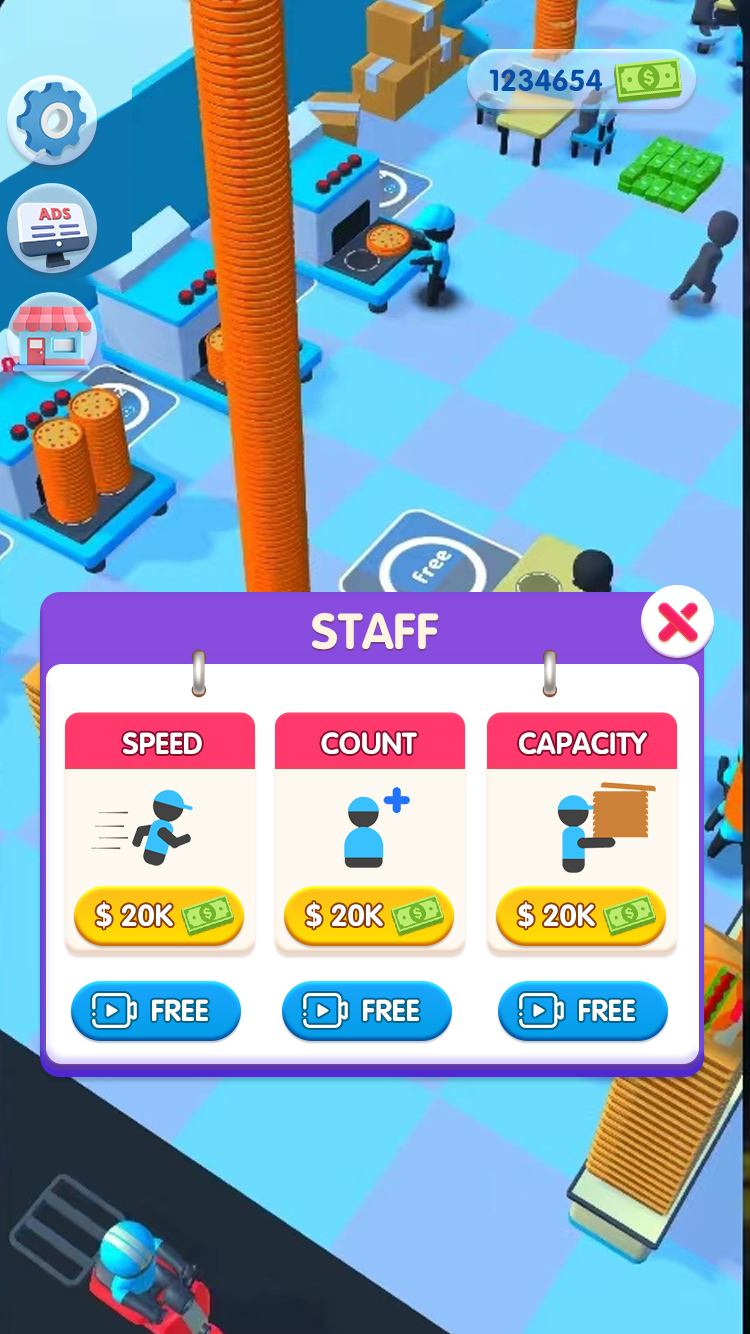 1234654
ADS
free
STAFF
SPEED
COUNT
CAPACITY
$ 20K
$ 20K
$ 20K
FREE
FREE
FREE